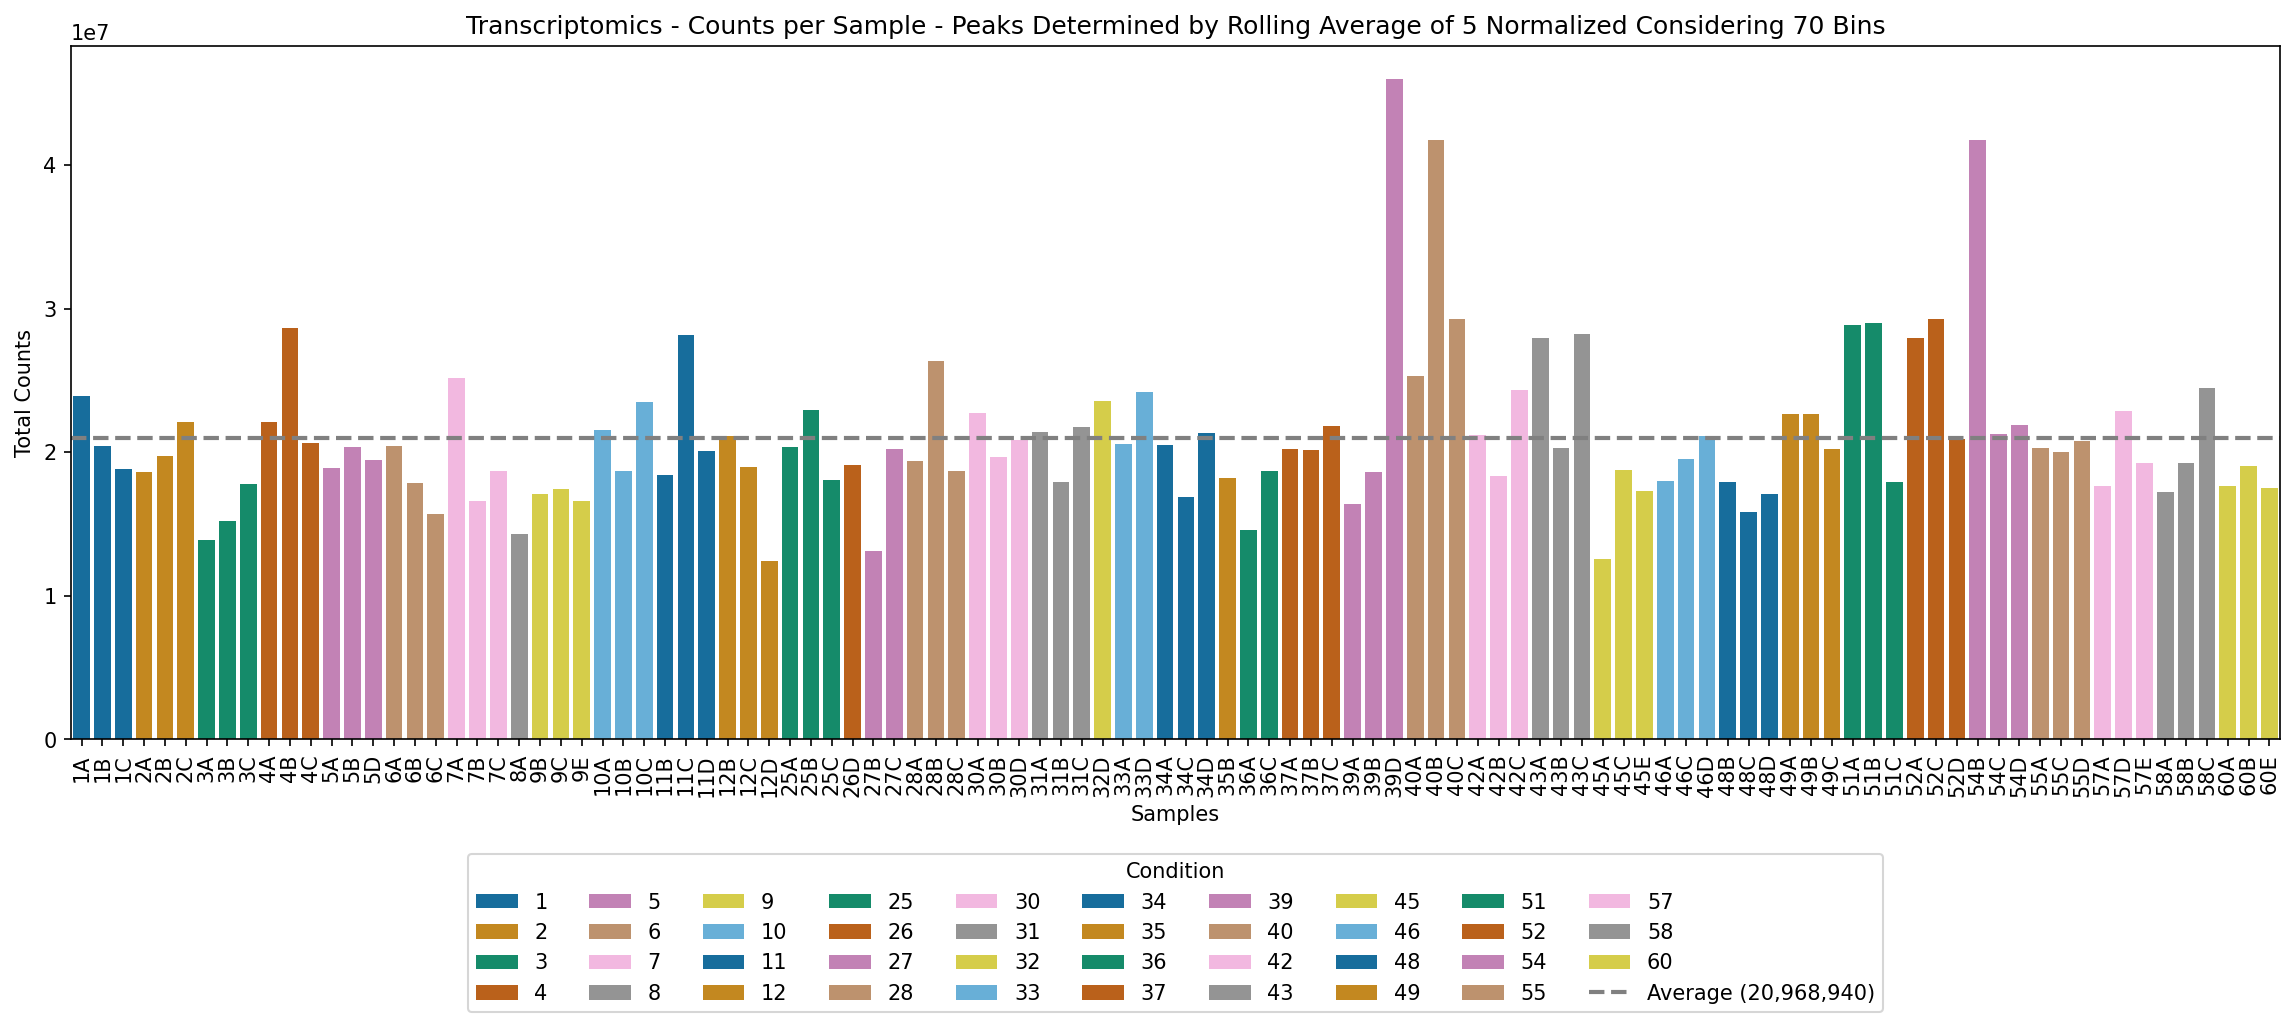 Transcriptomics - Counts per Sample - Peaks Determined by Rolling Average of 5 Normalized Considering 70 Bins
1e7
Total Counts
4
3
2
1
0
1A 1B 1C 2A 2B 2C 3A 3B 3C 4A 4B 4C 5A 5B 5D 6A 6B 6C 7A 7B 7C 8A 9B 9C 9E 10A 10B 10C 11B 11C 11D 12B 12C 12D 25A 25B 25C 26D 27B 27C 28A 28B 28C 30A 30B 30D 31A 31B 31C 32D 33A 33D 34A 34C 34D 35B 36A 36C 37A 37B 37C 39A 39B 39D 40A 40B 40C 42A 42B 42C 43A 43B 43C 45A 45C 45E 46A 46C 46D 48B 48C 48D 49A 49B 49C 51A 51B 51C 52A 52C 52D 54B 54C 54D 55A 55C 55D 57A 57D 57E 58A 58B 58C 60A 60B 60E
Samples
Condition
1 5 9 25 30 34 39 45 51 57
2 6 10 26 31 35 40 46 52 58
3 7 11 27 32 36 42 48 54 60
4 8 12 28 33 37 43 49 55 Average (20,968,940)